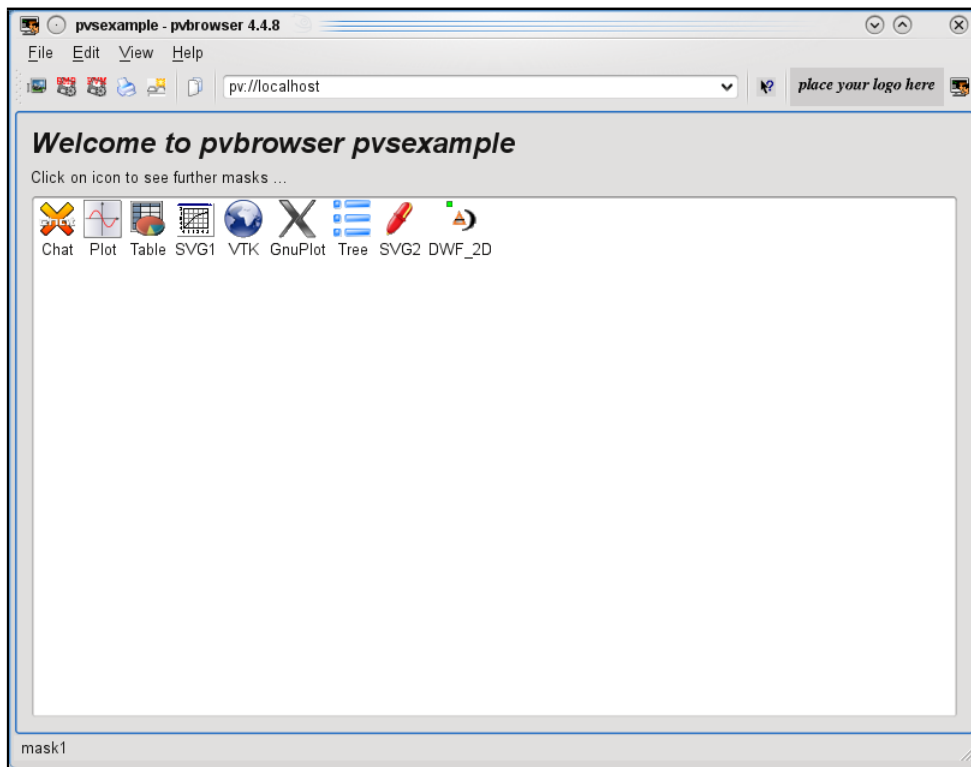 pvsexample - pvbrowser 4.4.8
File Edit View Help
pv://localhost
place your logo here
Welcome to pvbrowser pvsexample
Click on icon to see further masks ...
Chat Plot Table SVG1 VTK GnuPlot Tree SVG2 DWF_2D
mask1